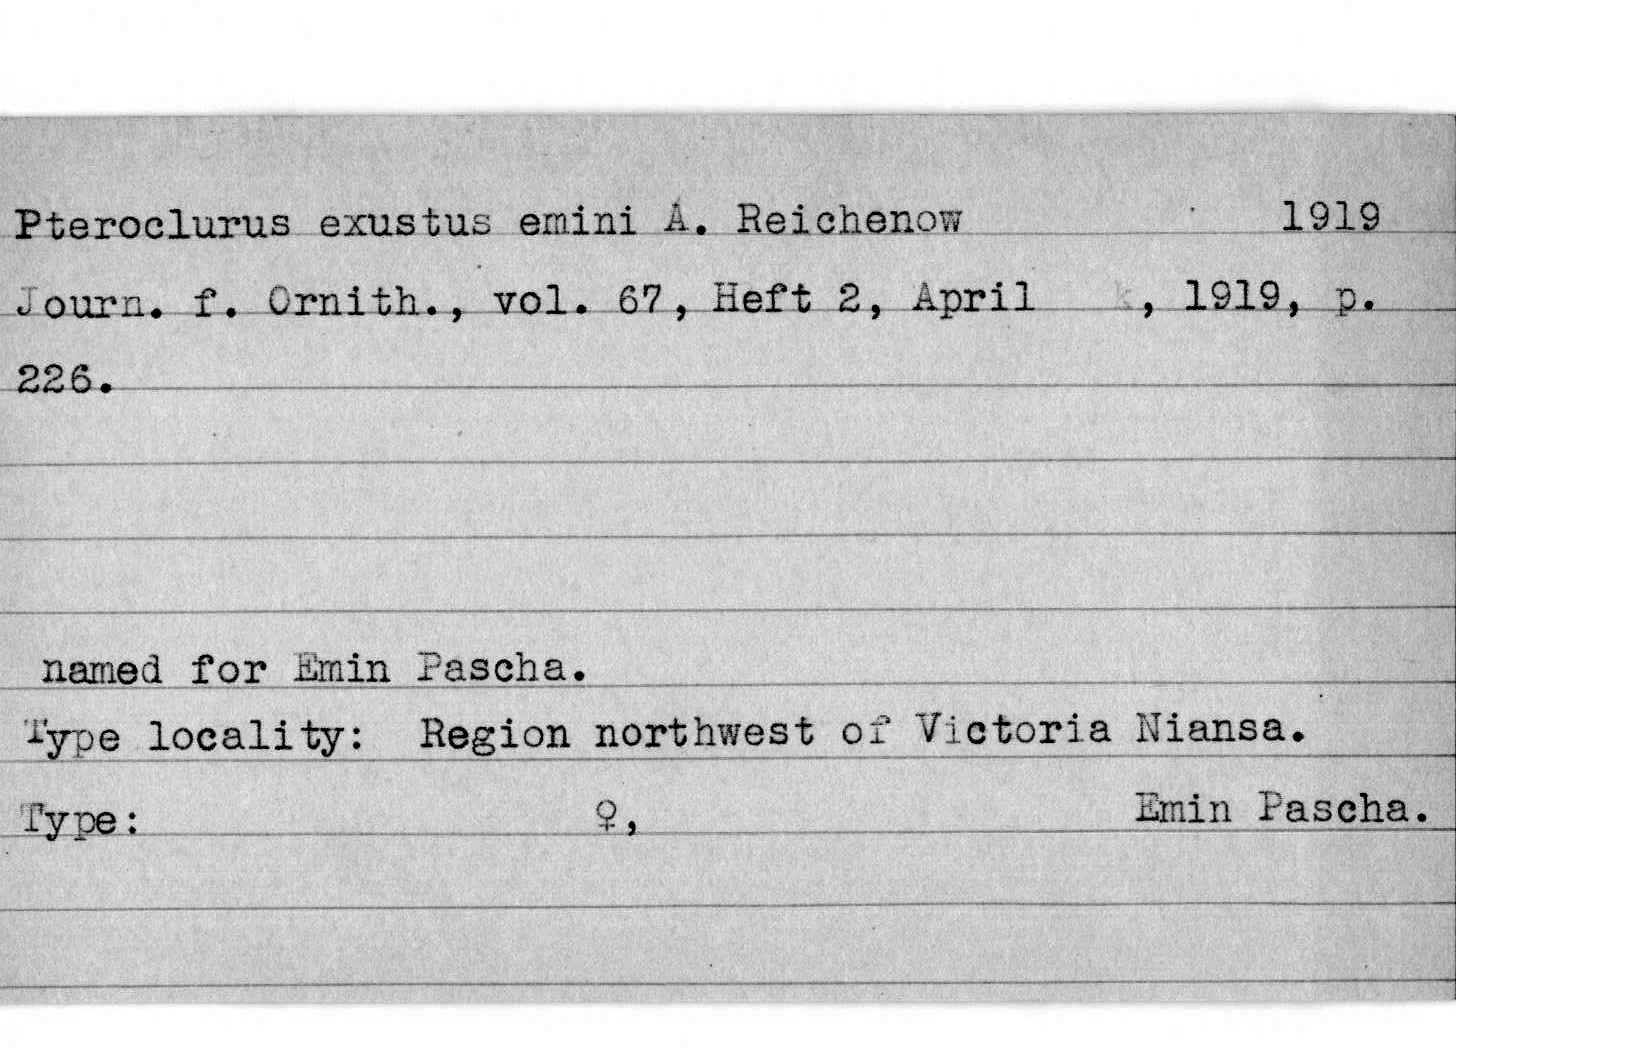 Pteroclurus exustus emini A. Reichenow 1919
Journ. f. Ornith., vol. 67, Heft 2, April , 1919, p.
226.
named for Emin Pascha.
Type locality: Region northwest of Victoria Niansa.
Type: ♀, Emin Pascha.